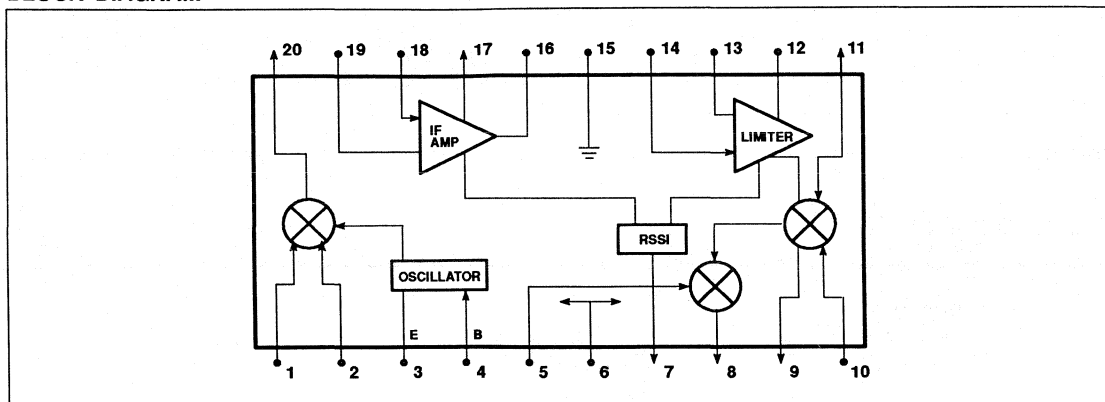 BLOCK DIAGRAM
20 19 18 17 16 15 14 13 12 11
IF
AMP
LIMITER
RSSI
OSCILLATOR
E B
1 2 3 4 5 6 7 8 9 10